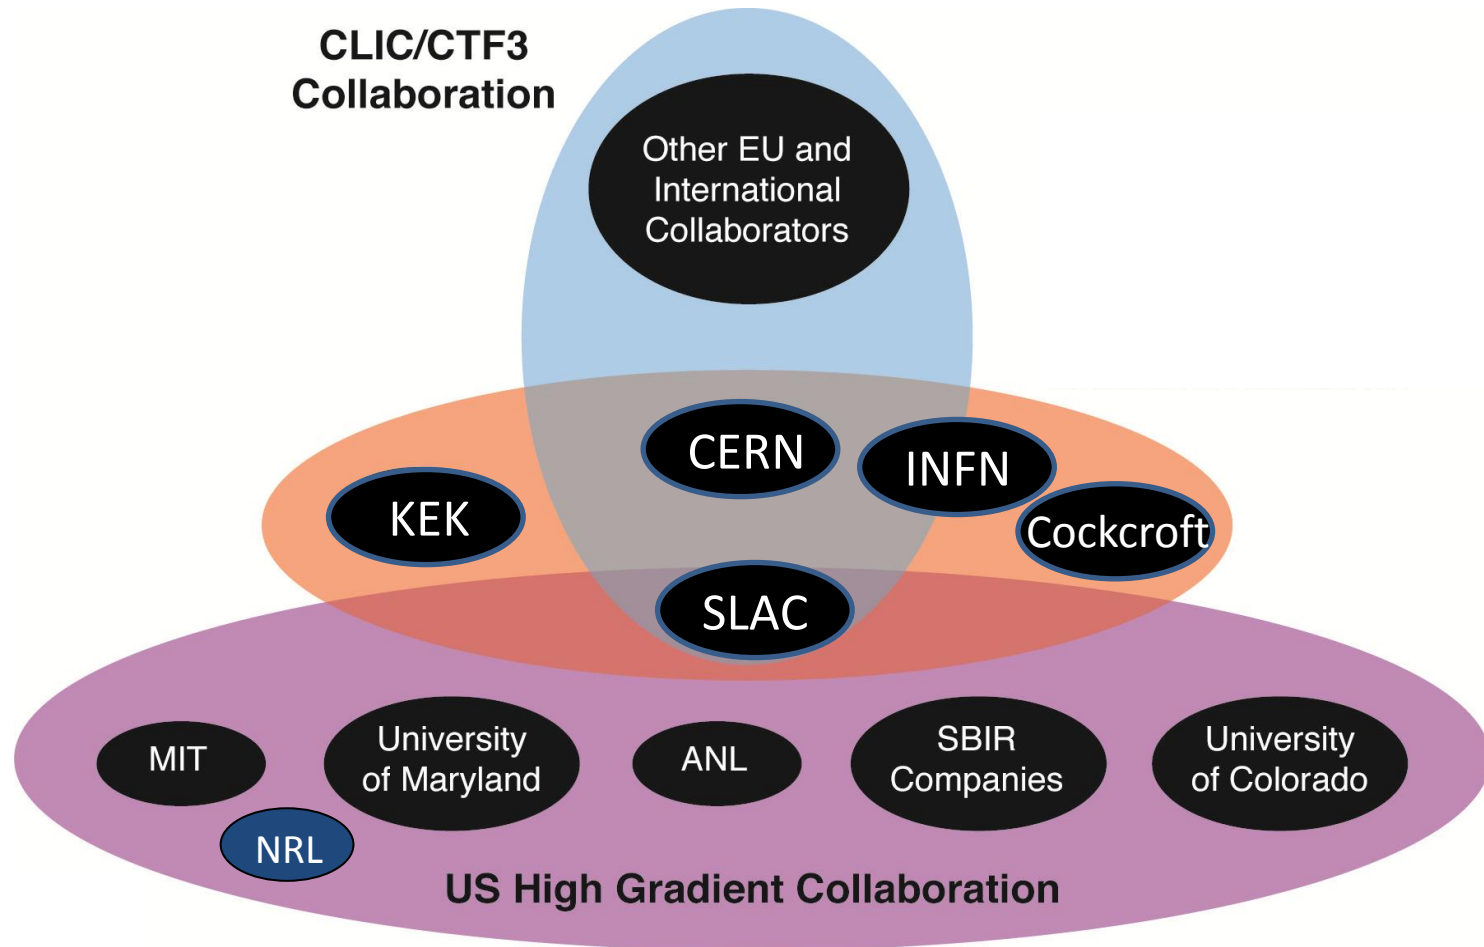 CLIC/CTF3
Collaboration
Other EU and
International
Collaborators
CERN
INFN
KEK
Cockcroft
SLAC
MIT
University
of Maryland
ANL
SBIR
Companies
University
of Colorado
NRL
US High Gradient Collaboration